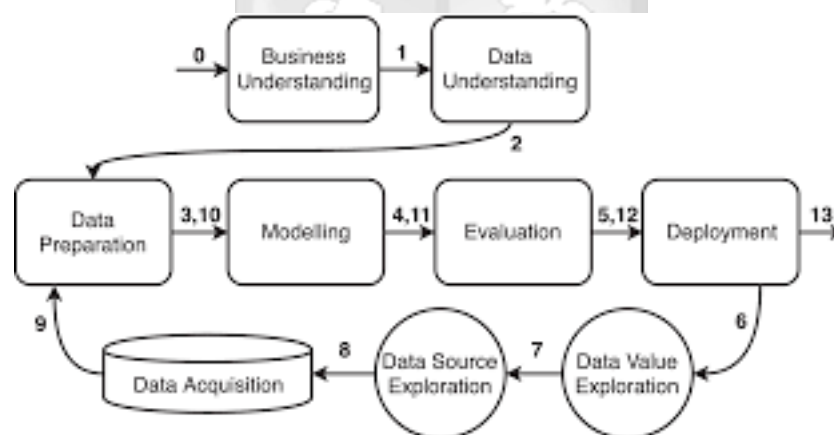 0
Business
Understanding
1
Data
Understanding
2
Data
Preparation
3,10
Modelling
4,11
Evaluation
5,12
Deployment
13
9
Data Acquisition
8
Data Source
Exploration
7
Data Value
Exploration
6